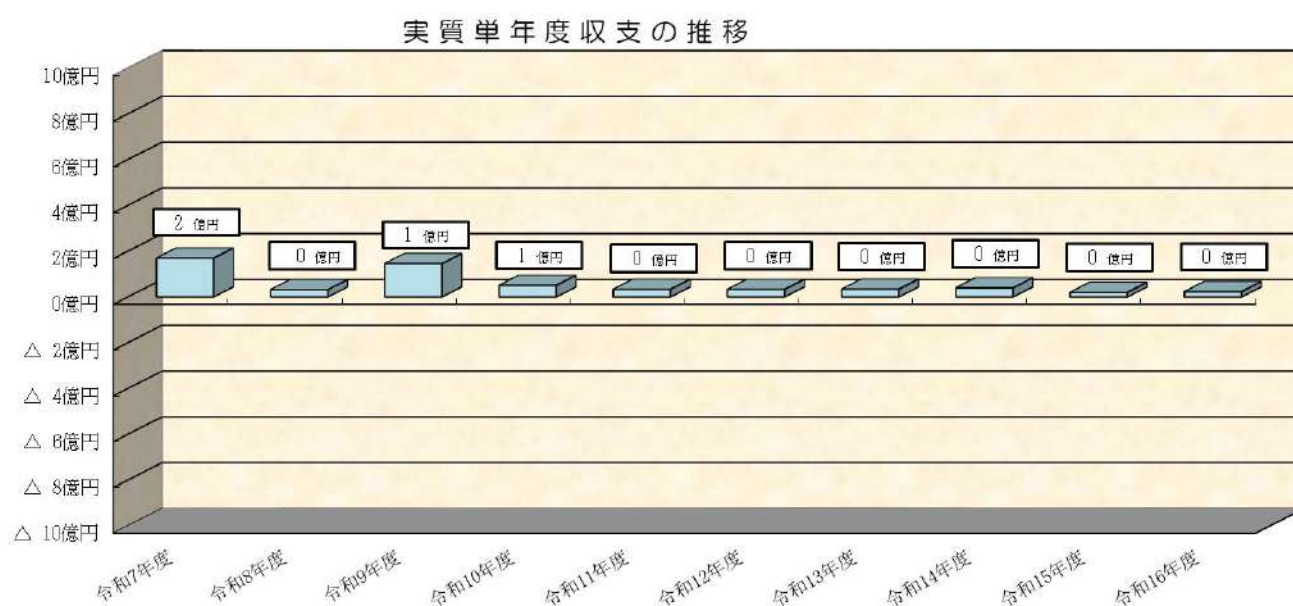 実質単年度収支の推移
10億円
8億円
6億円
4億円
2億円
0億円
△ 2億円
△ 4億円
△ 6億円
△ 8億円
△ 10億円
2 億円
0 億円
1 億円
1 億円
0 億円
0 億円
0 億円
0 億円
0 億円
0 億円
令和7年度
令和8年度
令和9年度
令和10年度
令和11年度
令和12年度
令和13年度
令和14年度
令和15年度
令和16年度